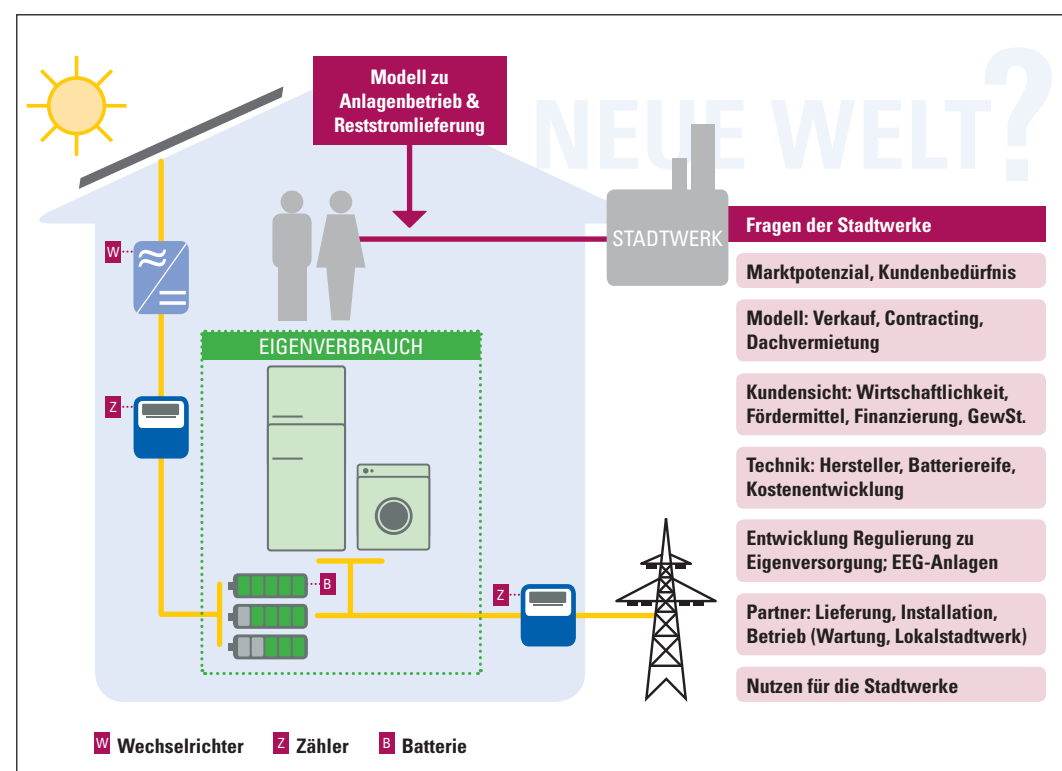 Modell zu
Anlagenbetrieb &
Reststromlieferung
NEUE WELT?
STADTWERK
Fragen der Stadtwerke
Marktpotenzial, Kundenbedürfnis
Modell: Verkauf, Contracting,
Dachvermietung
Kundensicht: Wirtschaftlichkeit,
Fördermittel, Finanzierung, GewSt.
Technik: Hersteller, Batteriereife,
Kostenentwicklung
Entwicklung Regulierung zu
Eigenversorgung; EEG-Anlagen
Partner: Lieferung, Installation,
Betrieb (Wartung, Lokalstadtwerk)
Nutzen für die Stadtwerke
W
EIGENVERBRAUCH
Z
B
Z
W Wechselrichter Z Zähler B Batterie